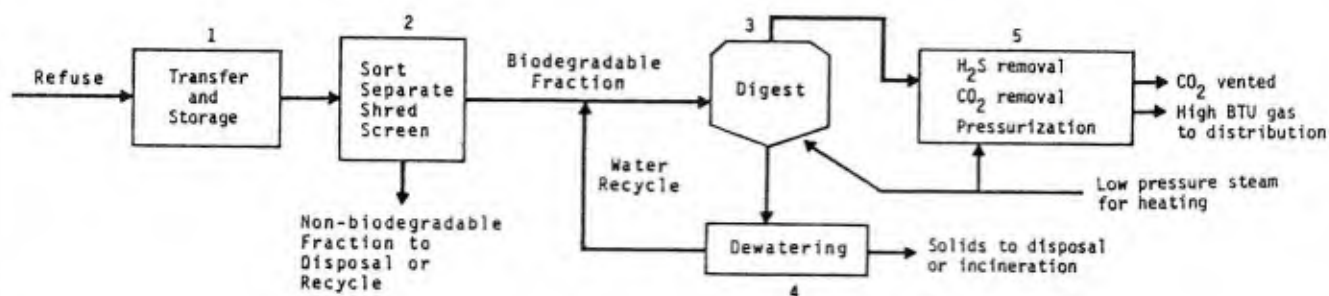 1
Refuse
Transfer
and
Storage
2
Sort
Separate
Shred
Screen
Non-biodegradable
Fraction to
Disposal or
Recycle
Biodegradable
Fraction
Water
Recycle
3
Digest
Dewatering
4
Solids to disposal
or incineration
5
H₂S removal
CO₂ removal
Pressurization
CO₂ vented
High BTU gas
to distribution
Low pressure steam
for heating